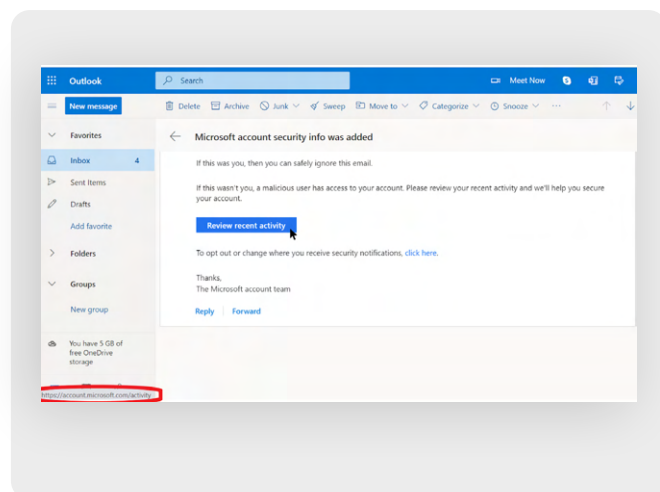 Outlook
Search
Meet Now
New message
Delete Archive Junk Sweep Move to Categorize Snooze ...
Favorites
Microsoft account security info was added
Inbox 4
If this was you, then you can safely ignore this email.
Sent Items
If this wasn't you, a malicious user has access to your account. Please review your recent activity and we'll help you secure
your account.
Drafts
Add favorite
Review recent activity
Folders
To opt out or change where you receive security notifications, click here.
Groups
Thanks,
The Microsoft account team
New group
Reply Forward
You have 5 GB of
free OneDrive
storage
https://account.microsoft.com/activity